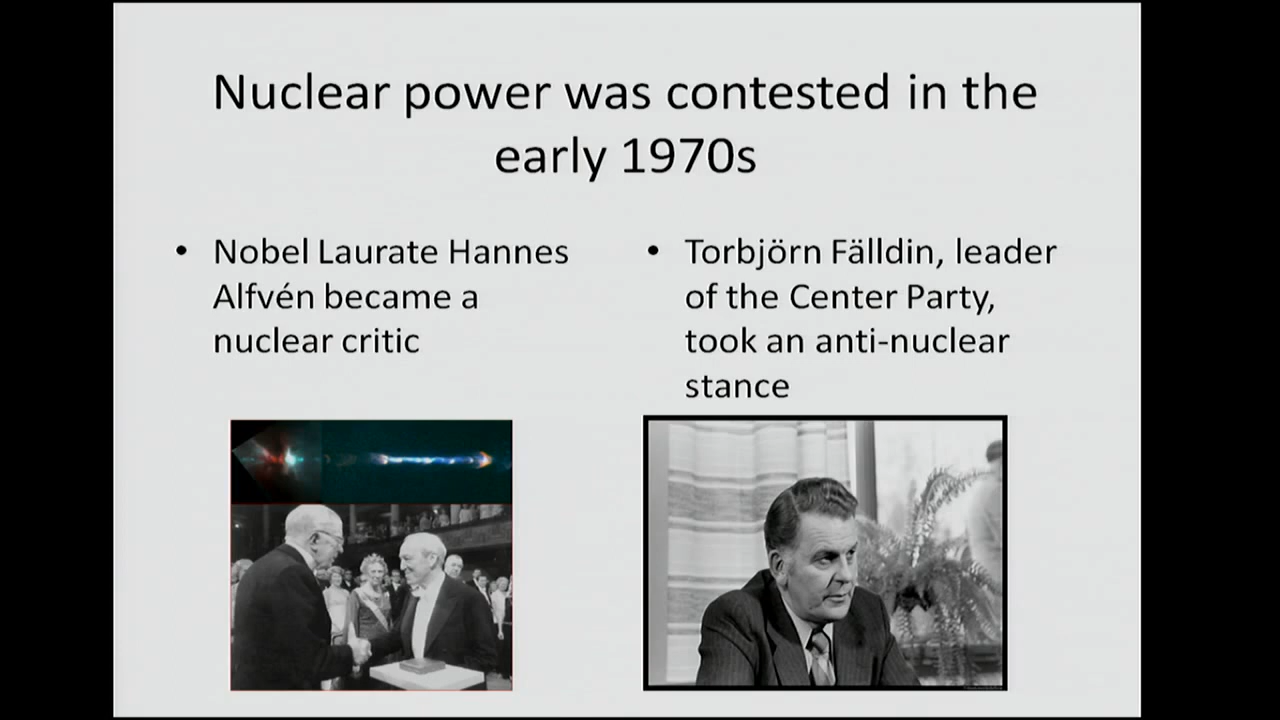 Nuclear power was contested in the
early 1970s
• Nobel Laurate Hannes
Alfvén became a
nuclear critic
• Torbjörn Fälldin, leader
of the Center Party,
took an anti-nuclear
stance